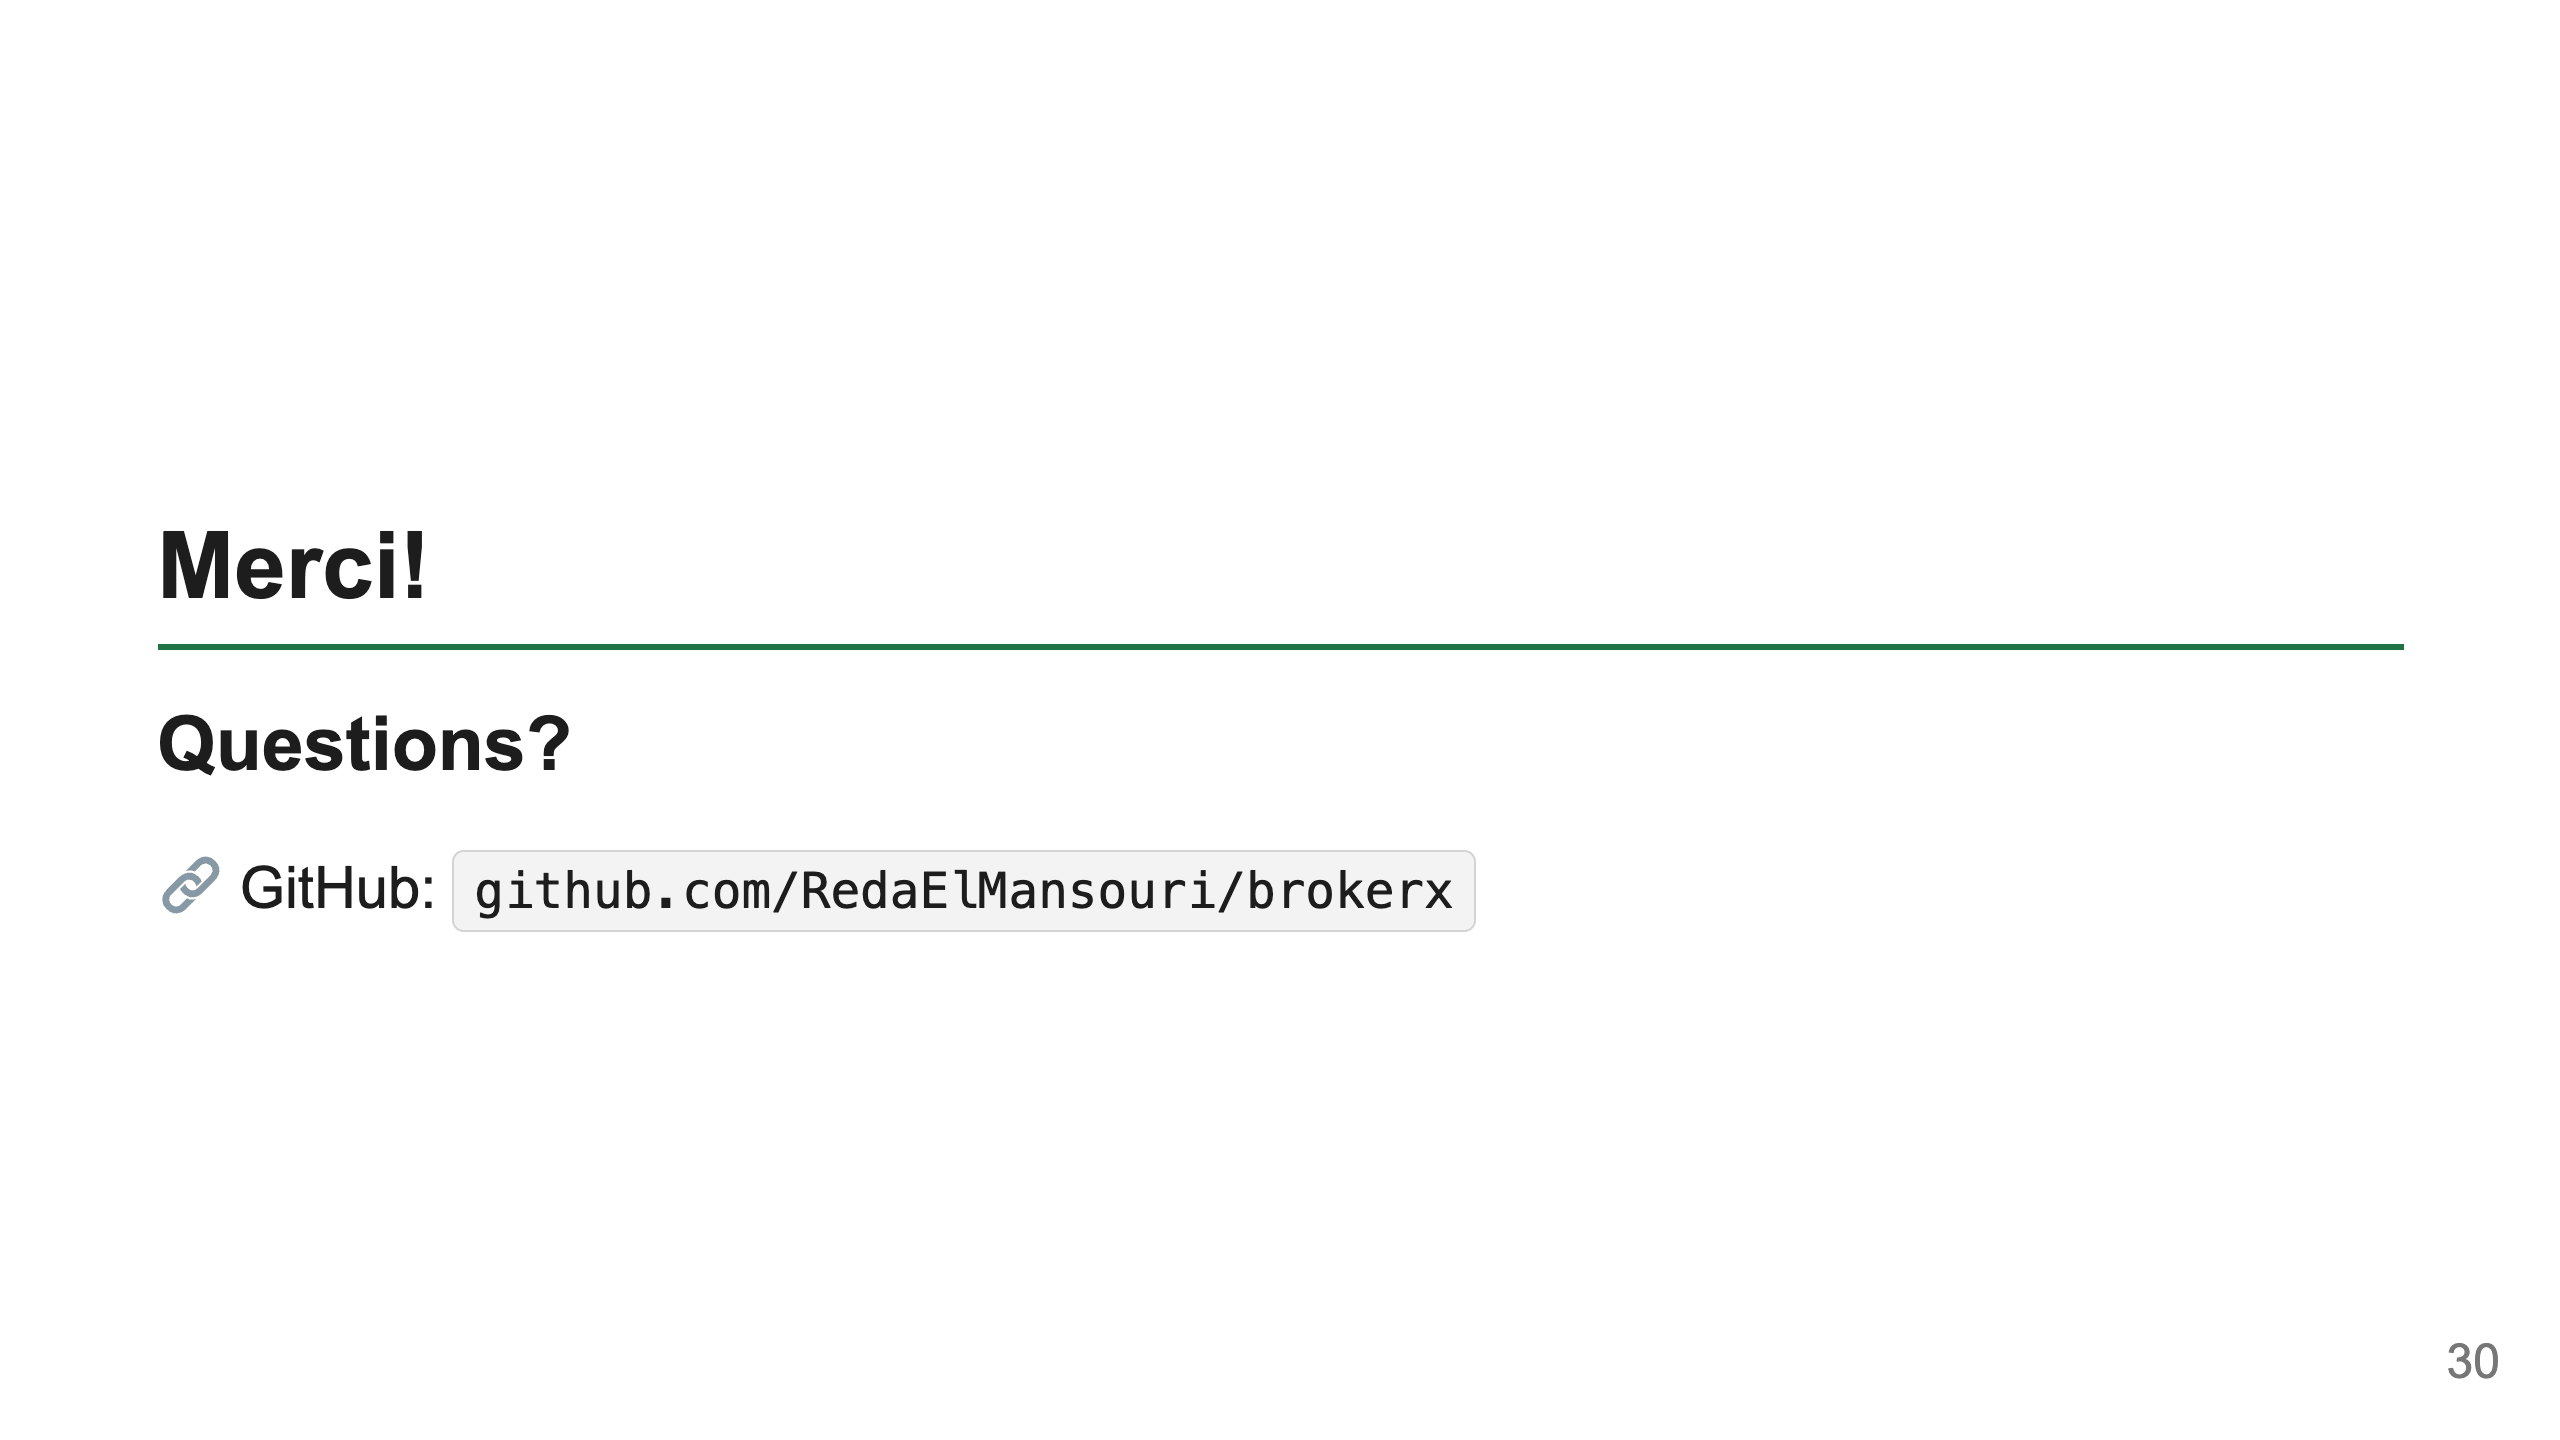 Merci!
Questions?
🔗 GitHub: github.com/RedaElMansouri/brokerx
30